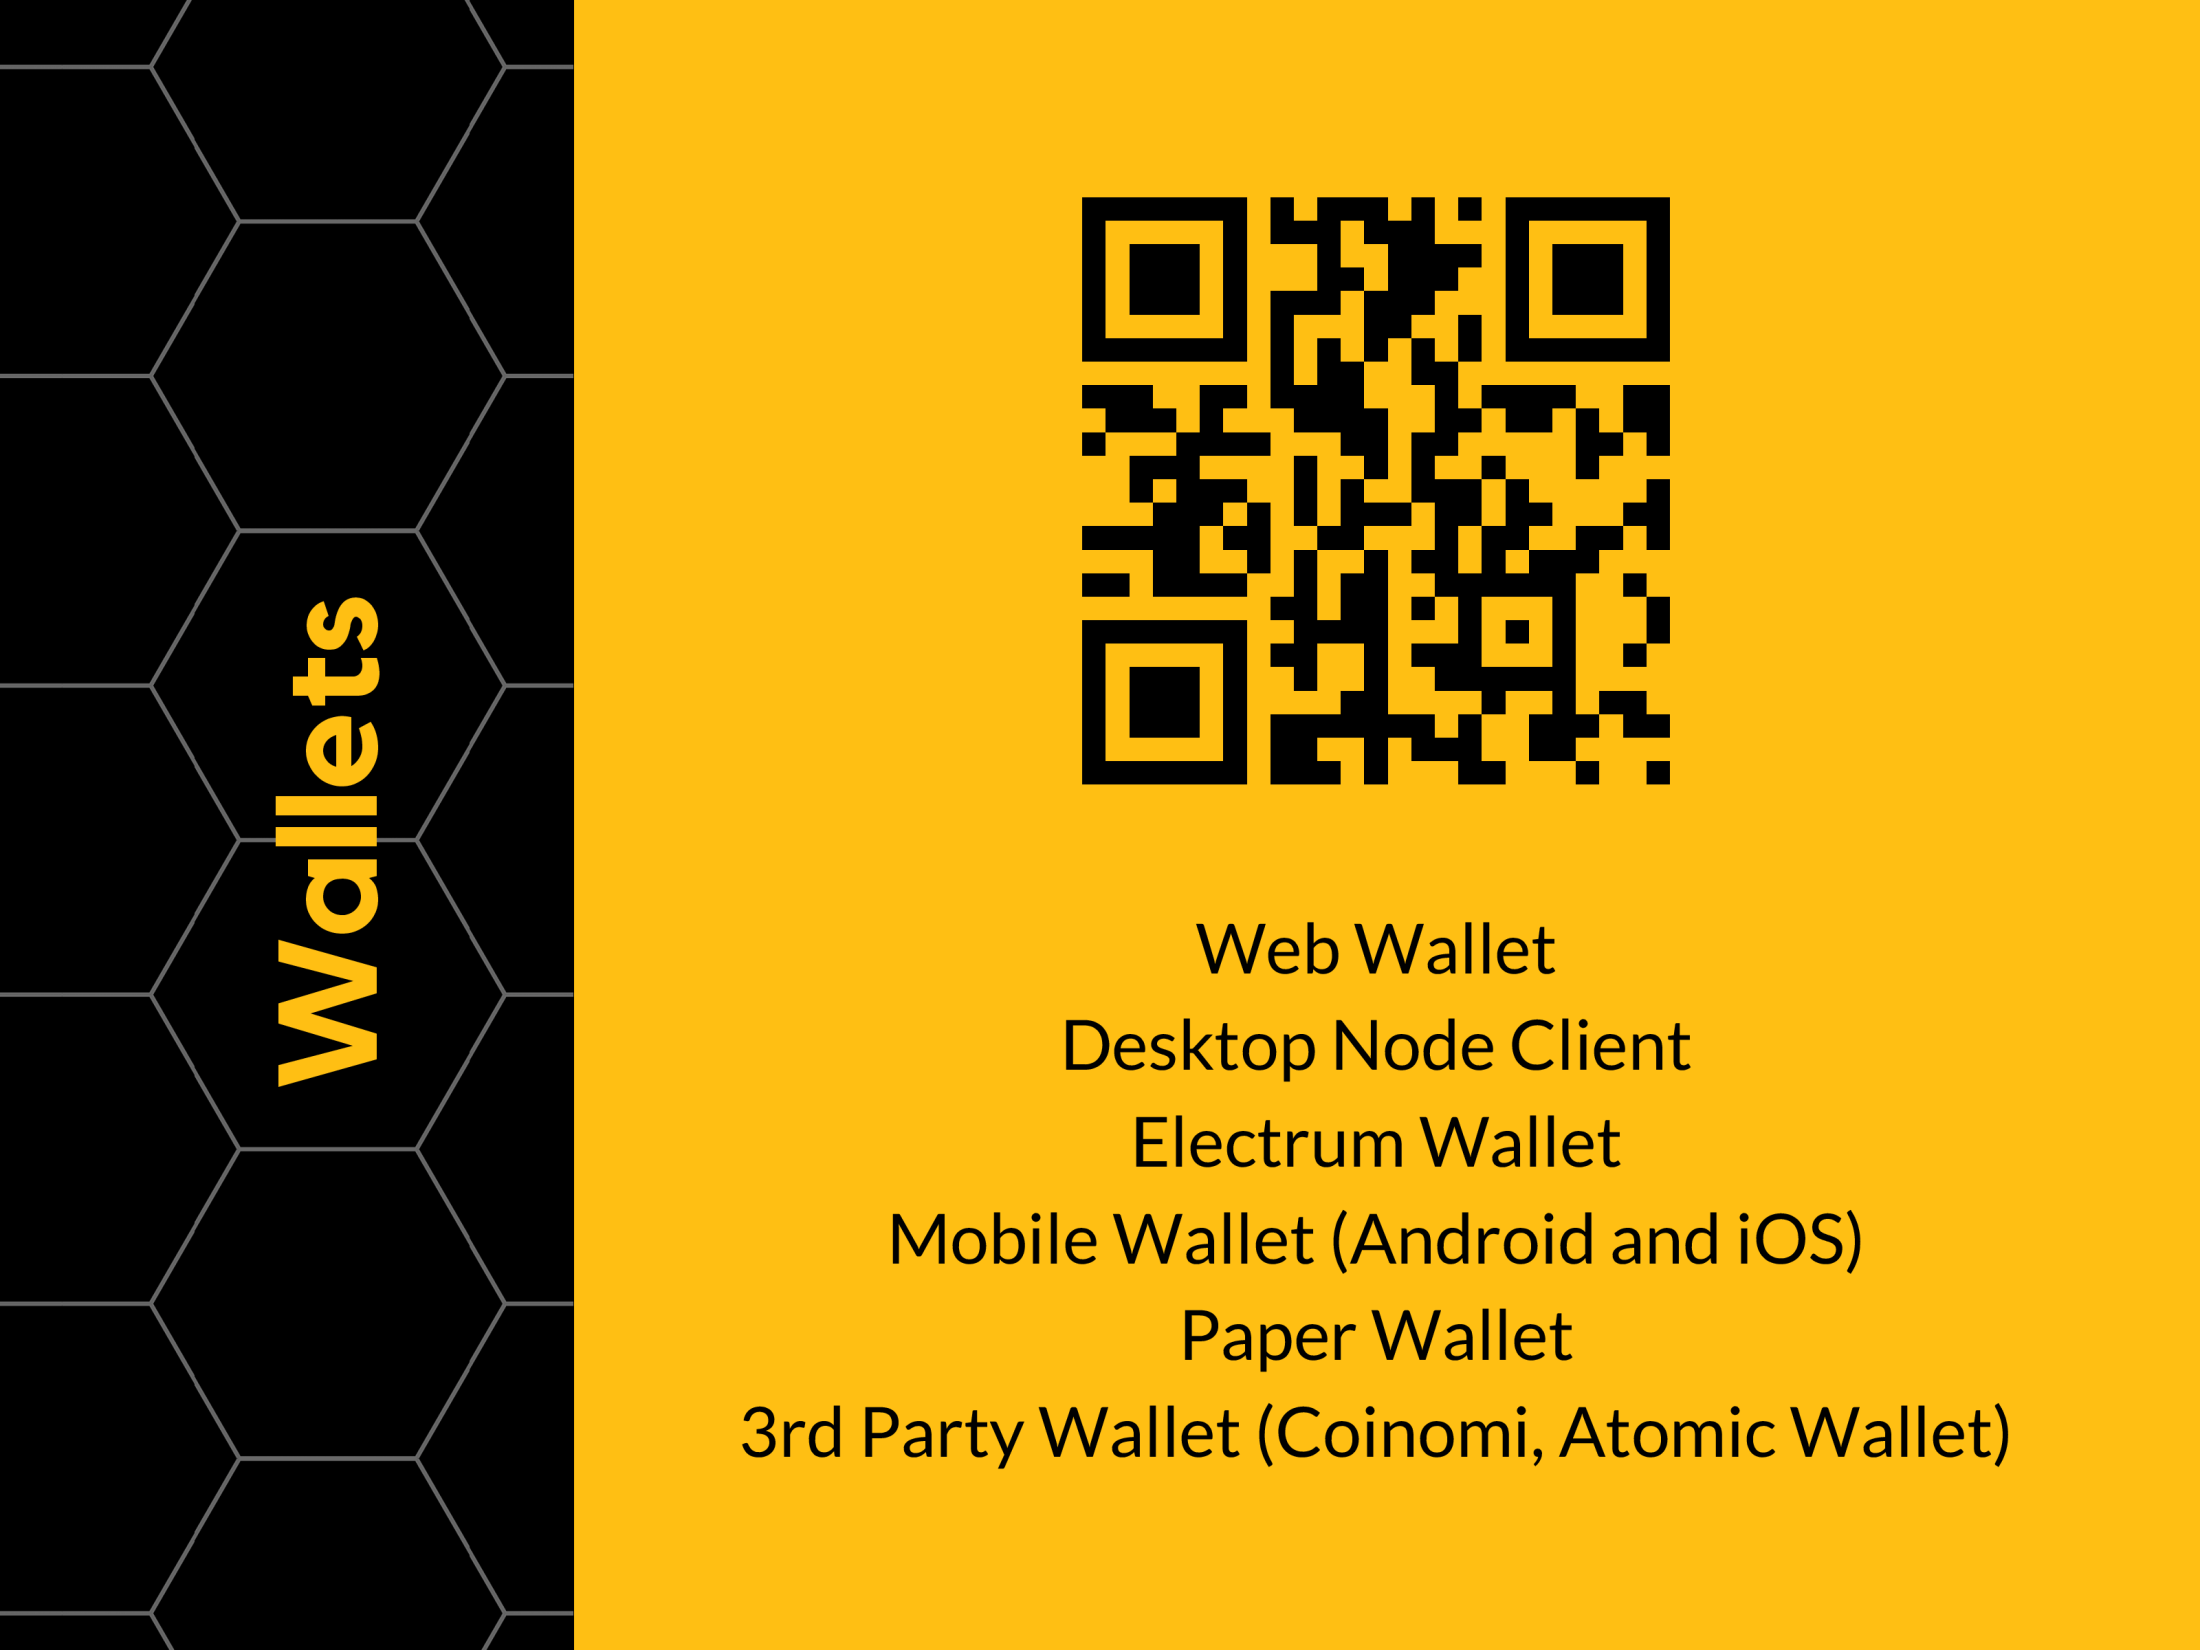 Wallets
Web Wallet
Desktop Node Client
Electrum Wallet
Mobile Wallet (Android and iOS)
Paper Wallet
3rd Party Wallet (Coinomi, Atomic Wallet)